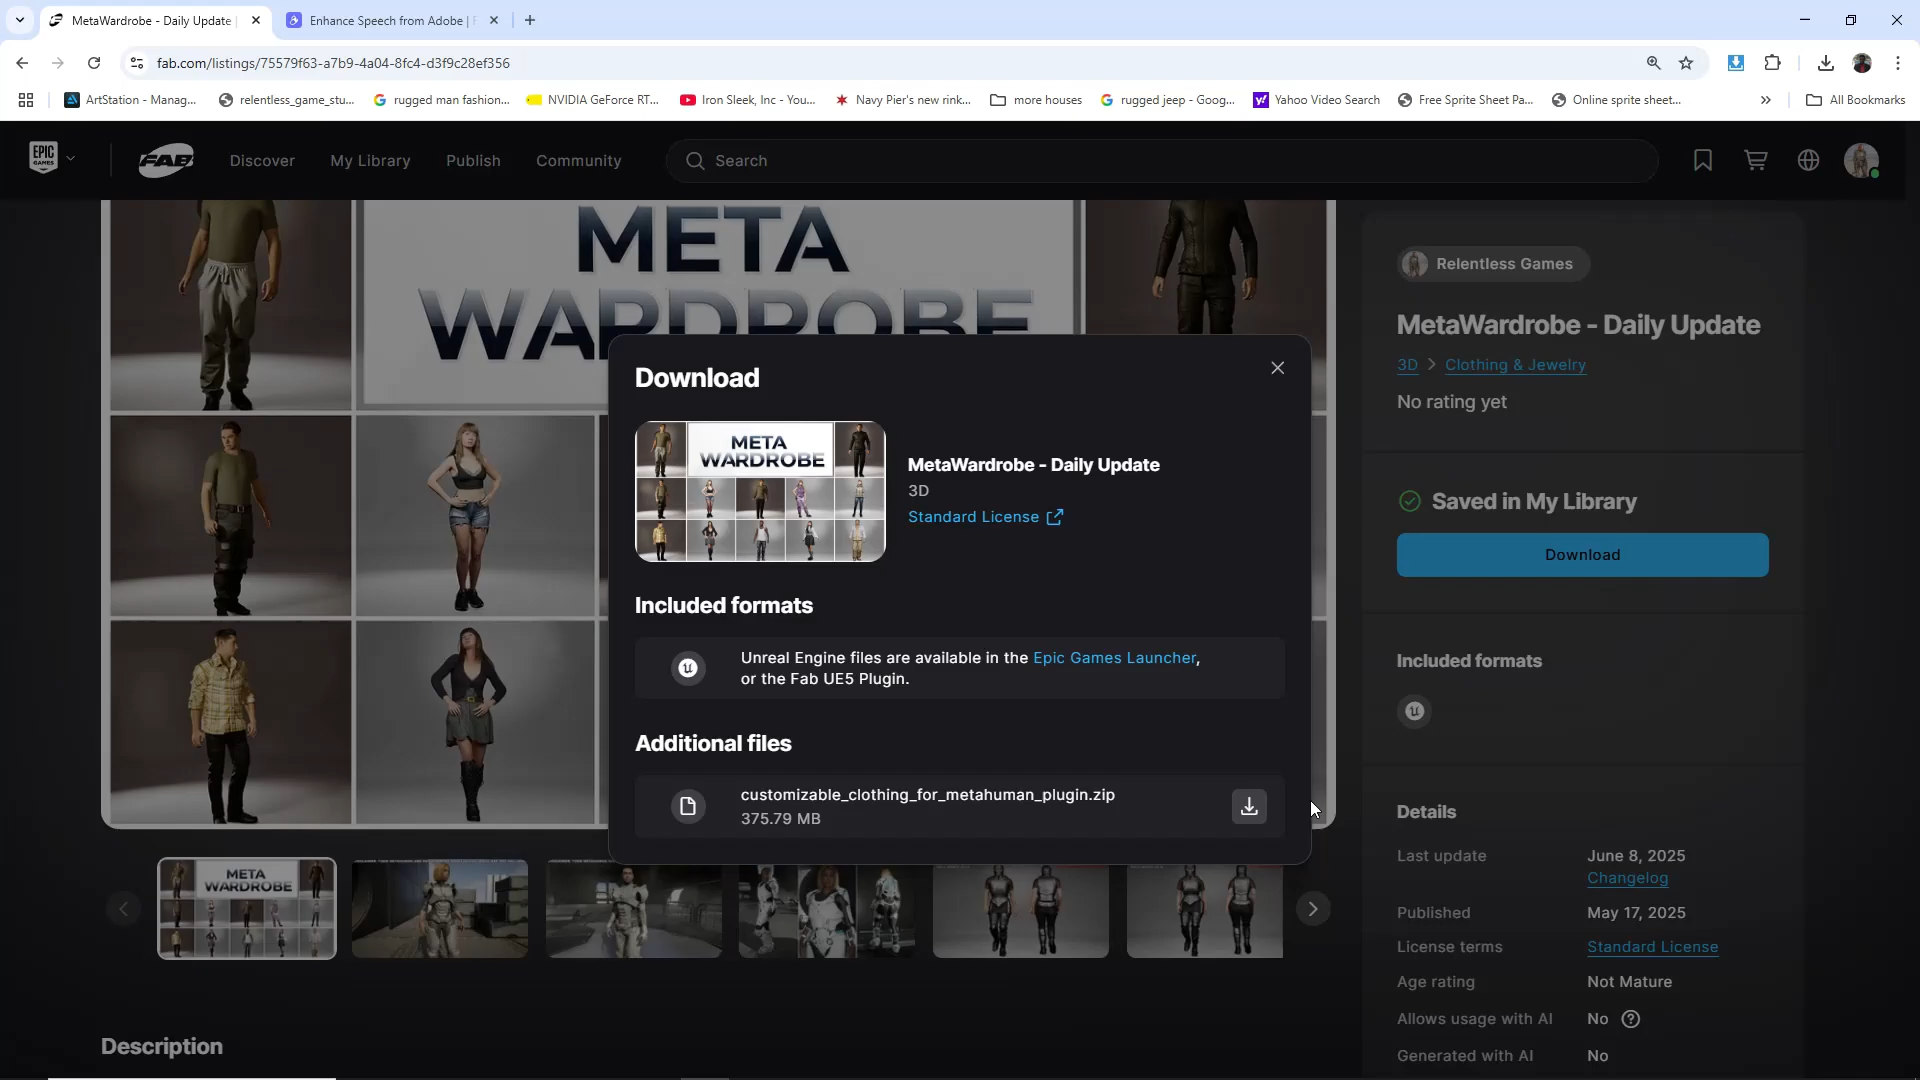 MetaWardrobe - Daily Update
Enhance Speech from Adobe |
fab.com/listings/75579f63-a7b9-4a04-8fc4-d3f9c28ef356
ArtStation - Manag...
relentless_game_stu...
rugged man fashion...
NVIDIA GeForce RT...
Iron Sleek, Inc - You...
Navy Pier's new rink...
more houses
rugged jeep - Goog...
Yahoo Video Search
Free Sprite Sheet Pa...
Online sprite sheet...
All Bookmarks
EPIC GAMES
FAB
Discover
My Library
Publish
Community
Search
META
WARDROBE
Relentless Games
MetaWardrobe - Daily Update
3D > Clothing & Jewelry
No rating yet
Saved in My Library
Download
Included formats
Details
Last update June 8, 2025
Changelog
Published May 17, 2025
License terms Standard License
Age rating Not Mature
Allows usage with AI No
Generated with AI No
Download
META
WARDROBE
MetaWardrobe - Daily Update
3D
Standard License
Included formats
Unreal Engine files are available in the Epic Games Launcher,
or the Fab UE5 Plugin.
Additional files
customizable_clothing_for_metahuman_plugin.zip
375.79 MB
META
WARDROBE
Description